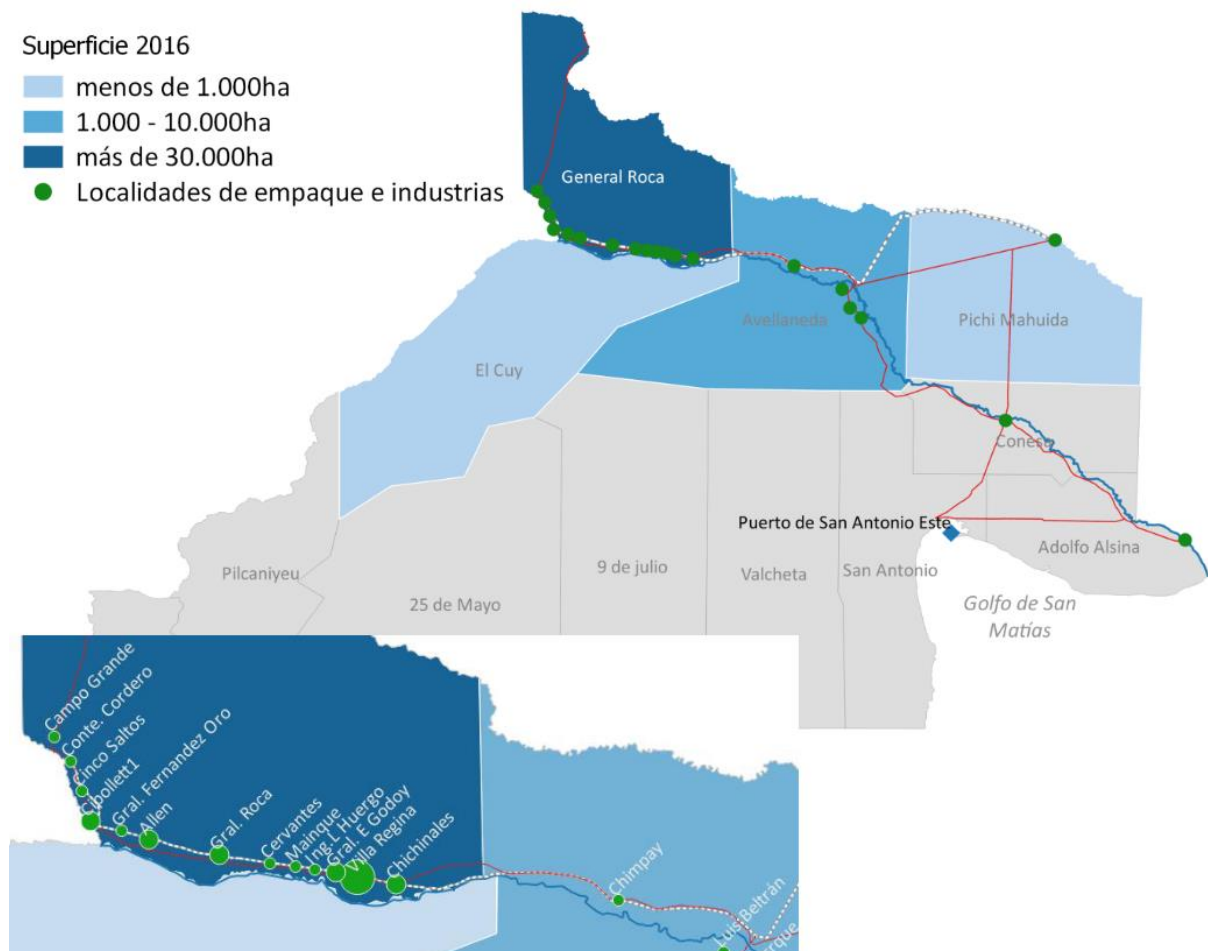 Superficie 2016
menos de 1.000ha
1.000 - 10.000ha
más de 30.000ha
Localidades de empaque e industrias
General Roca
Avellaneda
Pichi Mahuida
El Cuy
Conesa
Puerto de San Antonio Este
Adolfo Alsina
Pilcaniyeu
9 de julio
Valcheta
San Antonio
25 de Mayo
Golfo de San
Matías
Campo Grande
Conte. Cordero
Cinco Saltos
Cibollett1
Gral. Fernandez Oro
Allen
Gral. Roca
Cervantes
Mainque
Ing.L Huergo
Gral. E Godoy
Villa Regina
Chichinales
Chimpay
Luis Beltrán